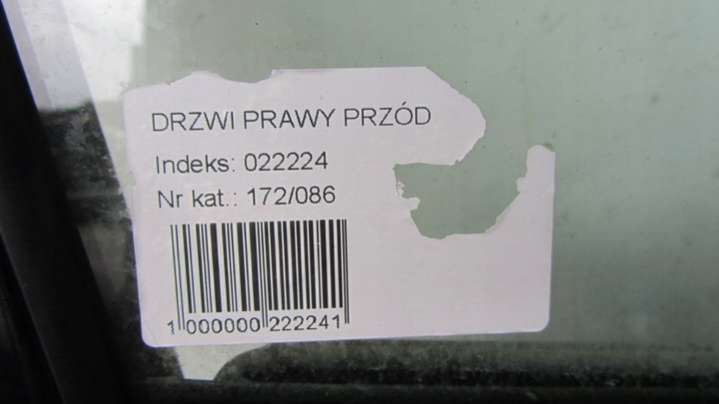 DRZWI PRAWY PRZÓD
Indeks: 022224
Nr kat.: 172/086
1 000000 222241